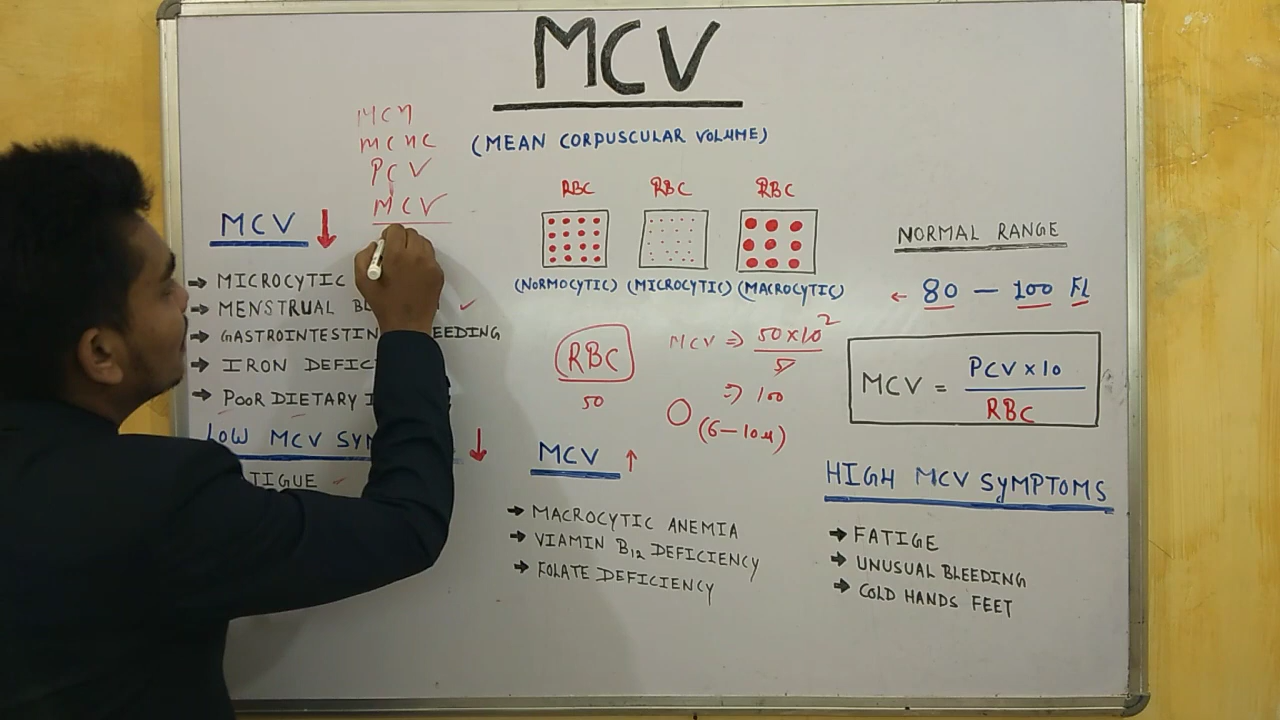 MCV
(MEAN CORPUSCULAR VOLUME)
MCH
MCHC
PCV
MCV
MCV ↓
→ MICROCYTIC
→ MENSTRUAL
→ GASTROINTESTIN EEDING
→ IRON DEFIC
→ POOR DIETARY
LOW MCV SYM ↓
TIGUE
RBC RBC RBC
(NORMOCYTIC) (MICROCYTIC) (MACROCYTIC)
RBC
50
MCV ⇒ 50×10²
5
⇒ 100
(6–10µ)
MCV ↑
→ MACROCYTIC ANEMIA
→ VIAMIN B12 DEFICIENCY
→ FOLATE DEFICIENCY
NORMAL RANGE
← 80 — 100 FL
MCV = PCV × 10
RBC
HIGH MCV SYMPTOMS
→ FATIGE
→ UNUSUAL BLEEDING
→ COLD HANDS FEET